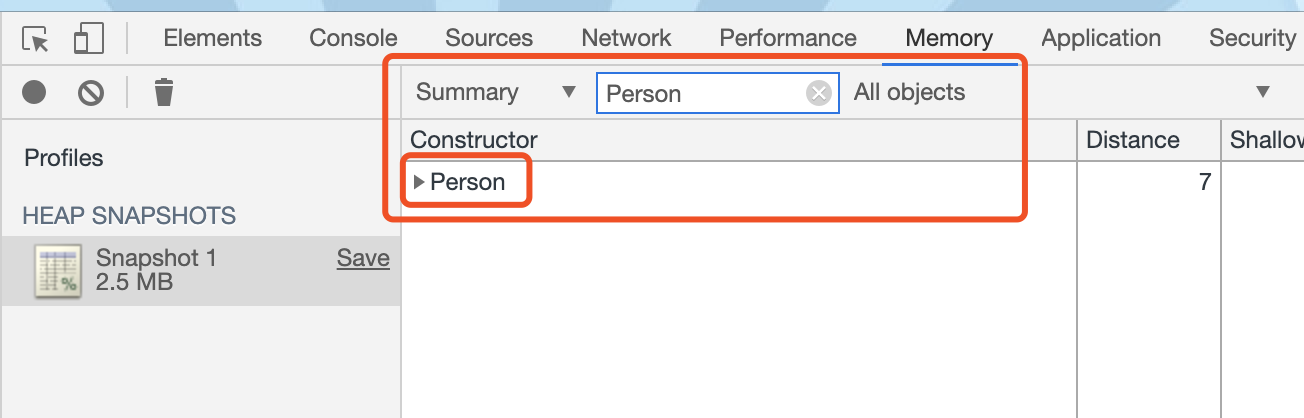 Elements Console Sources Network Performance Memory Application Security
Summary ▼ Person All objects ▼
Constructor Distance Shallow
Profiles
▶ Person 7
HEAP SNAPSHOTS
Snapshot 1 Save
2.5 MB